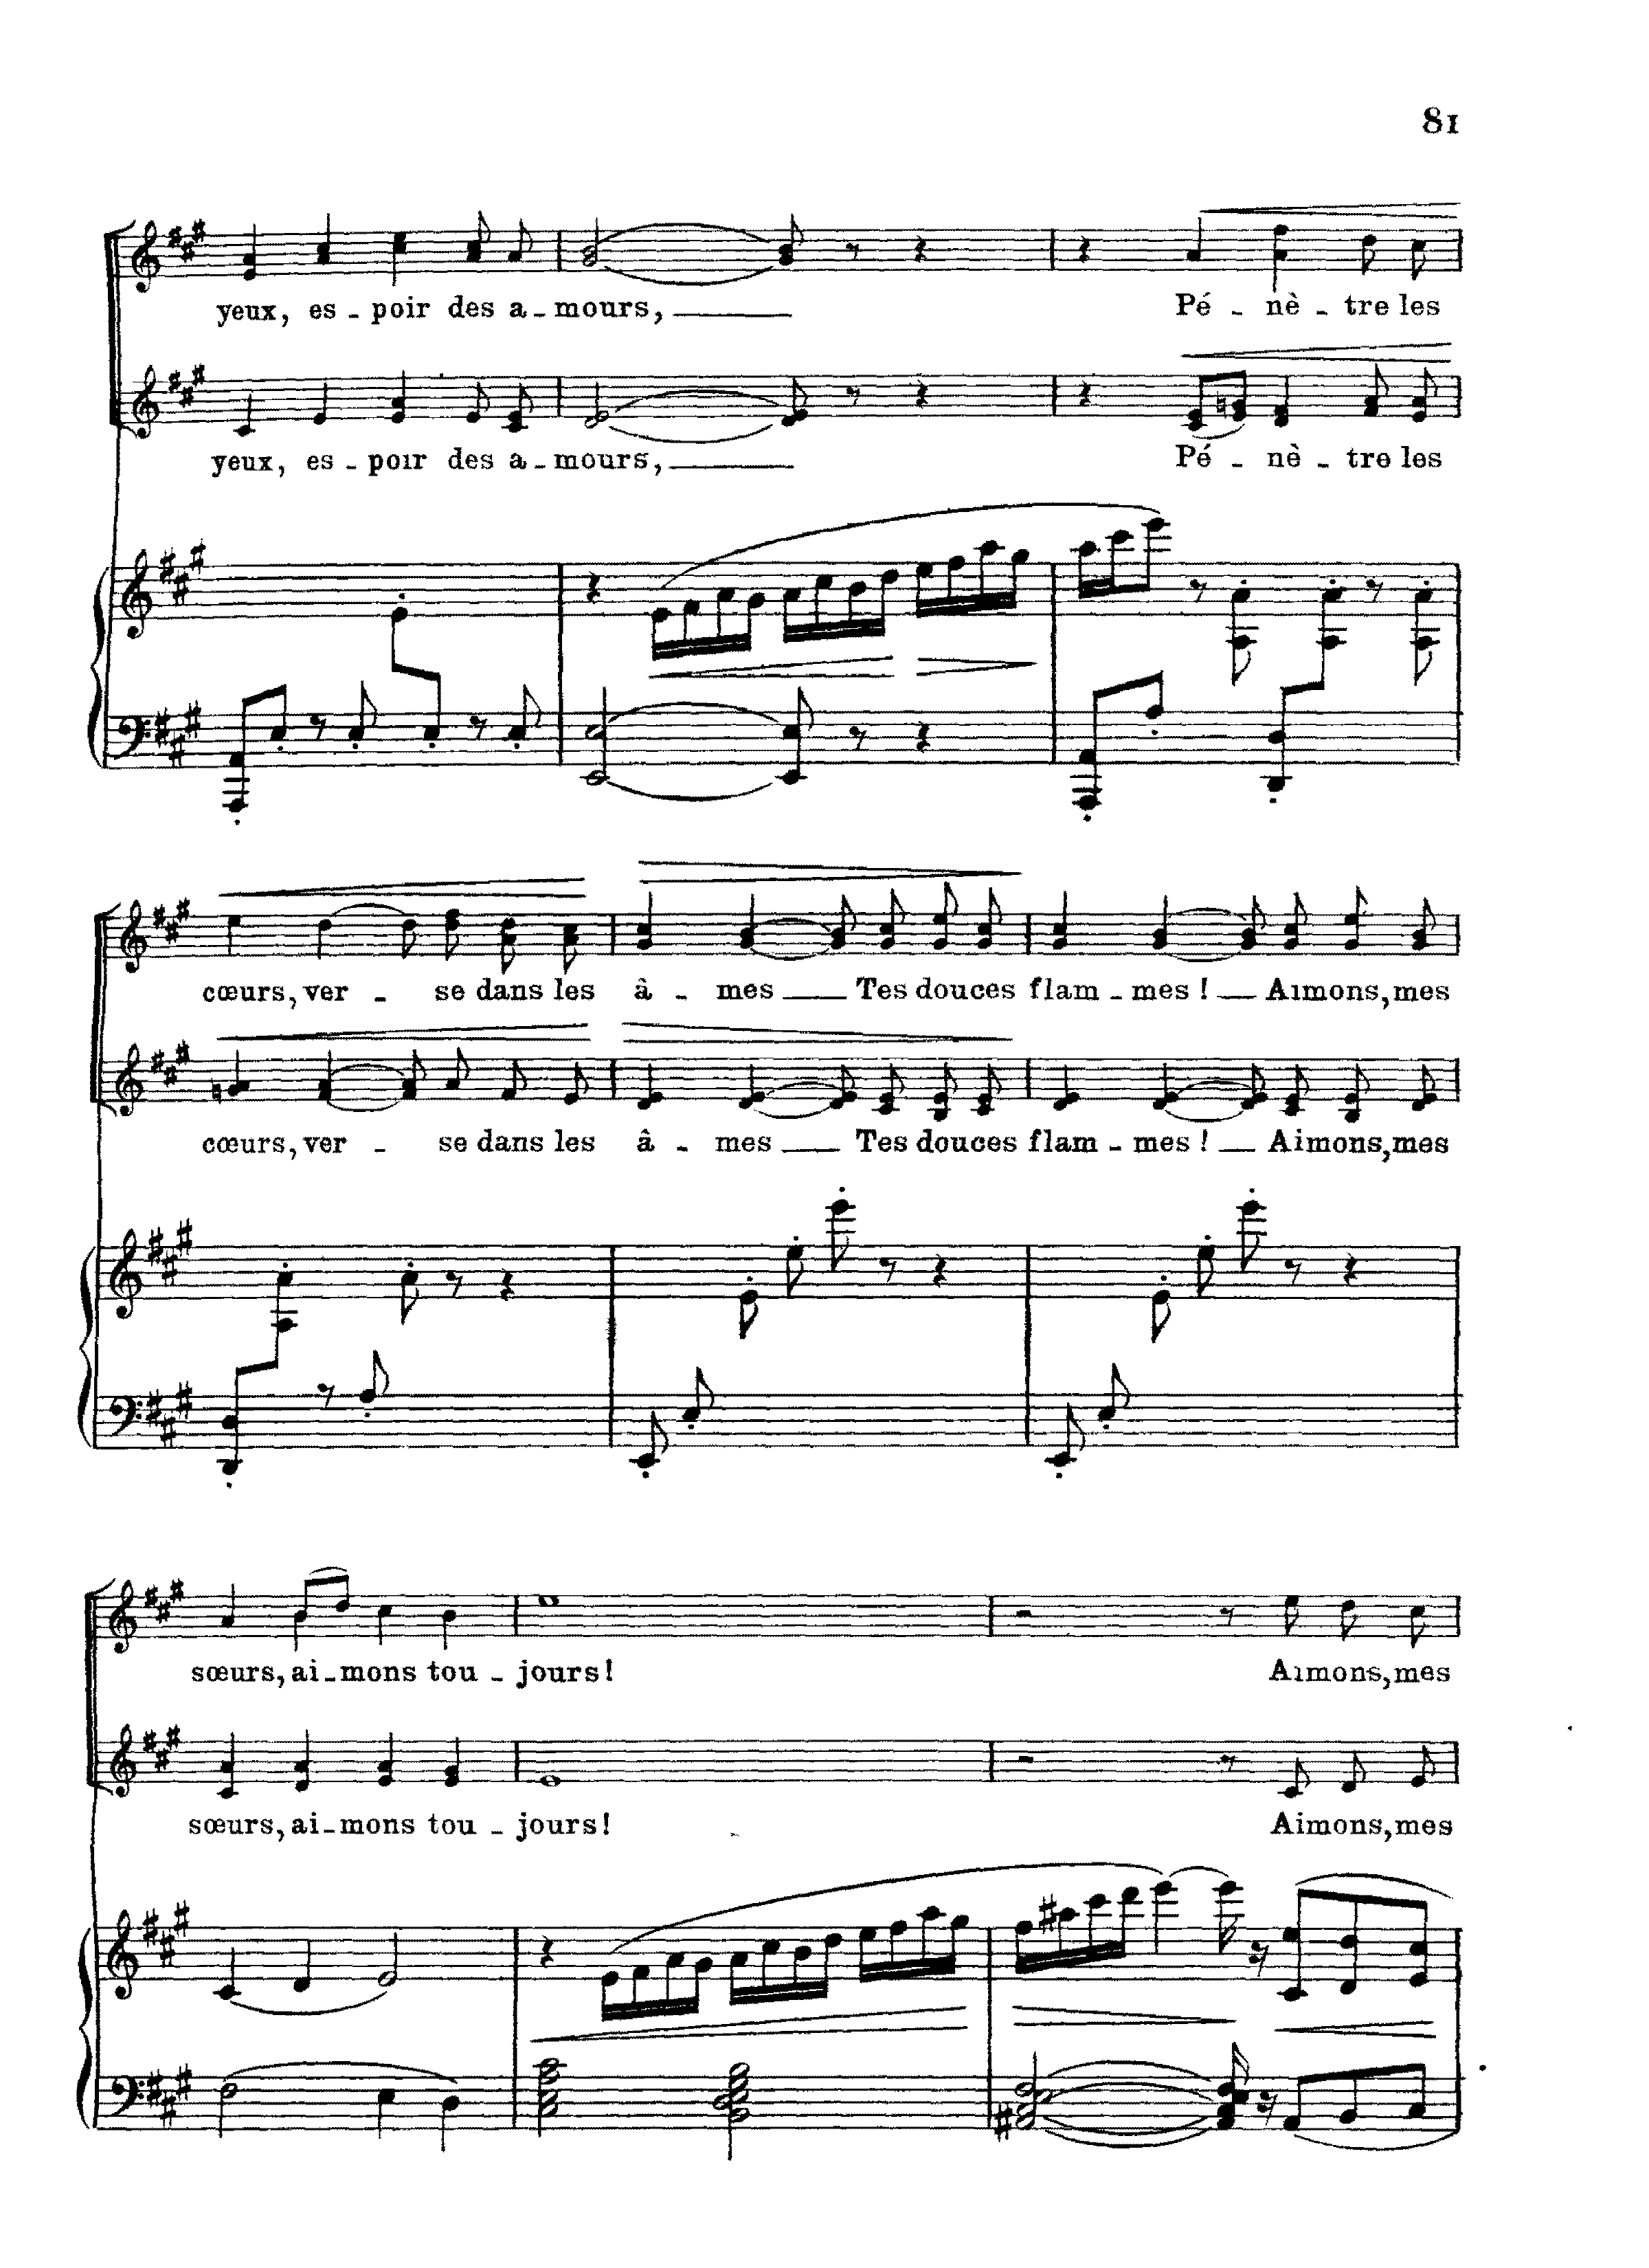 81
yeux, es - poir des a - mours,
Pé - nè - tre les
yeux, es - poir des a - mours,
Pé - nè - tre les
cœurs, ver - se dans les â - mes Tes douces flam - mes ! Aimons, mes
cœurs, ver - se dans les â - mes Tes douces flam - mes ! Aimons, mes
sœurs, ai - mons tou - jours! Aimons, mes
sœurs, ai - mons tou - jours! Aimons, mes